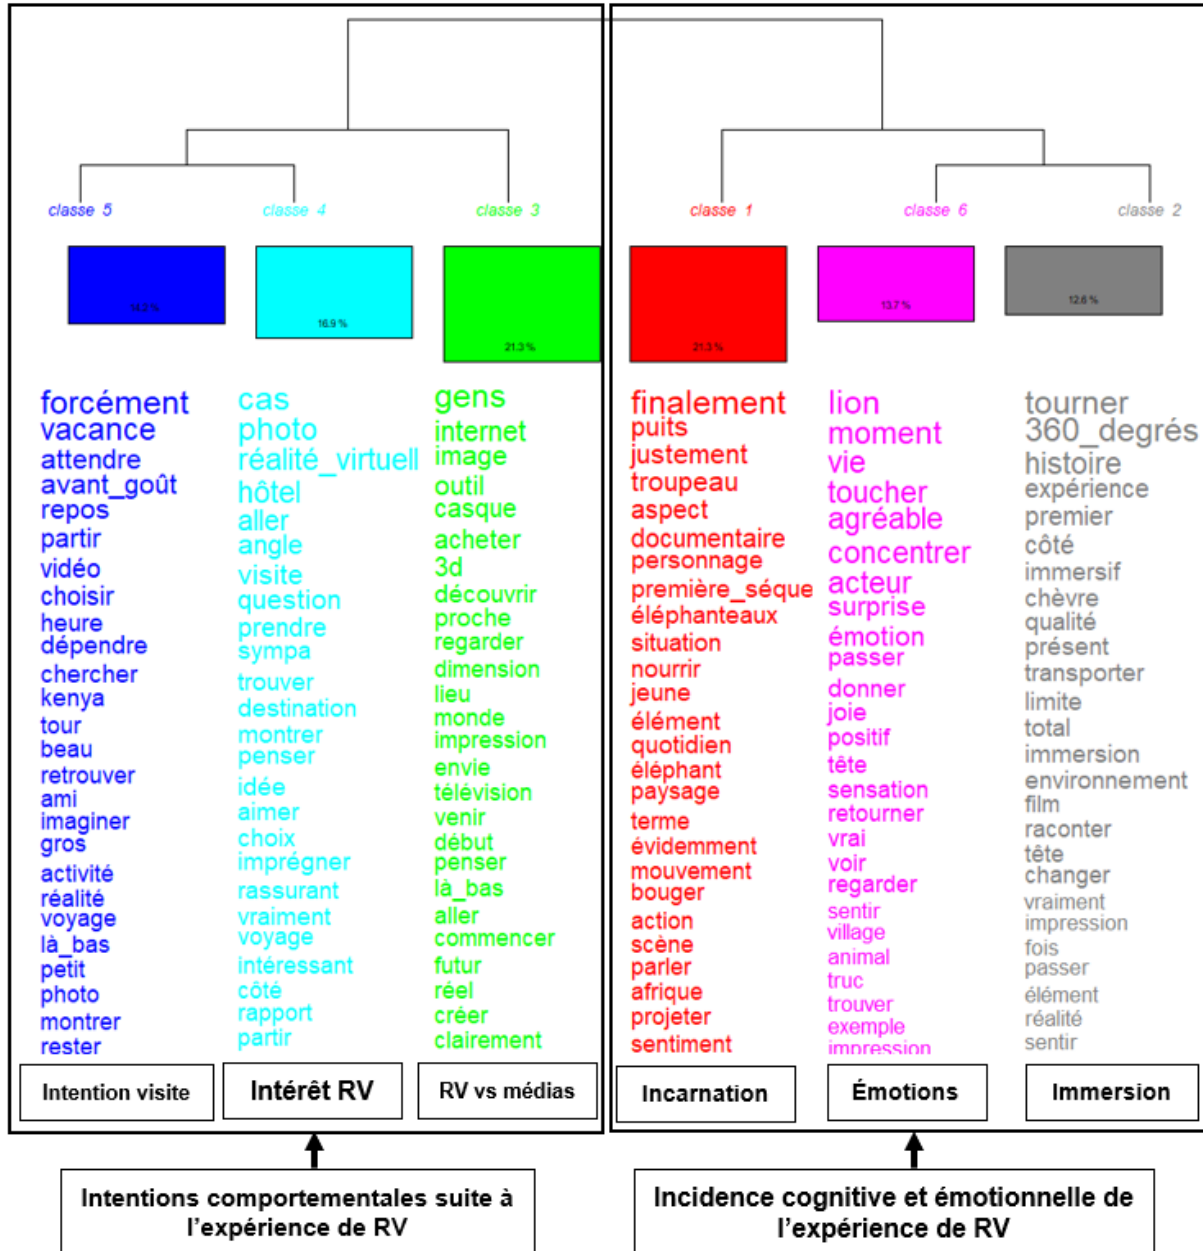 classe 5
classe 4
classe 3
classe 1
classe 6
classe 2
14.2 %
16.9 %
21.3 %
21.3 %
13.7 %
12.6 %
forcément
vacance
attendre
avant_goût
repos
partir
vidéo
choisir
heure
dépendre
chercher
kenya
tour
beau
retrouver
ami
imaginer
gros
activité
réalité
voyage
là_bas
petit
photo
montrer
rester
cas
photo
réalité_virtuell
hôtel
aller
angle
visite
question
prendre
sympa
trouver
destination
montrer
penser
idée
aimer
choix
imprégner
rassurant
vraiment
voyage
intéressant
côté
rapport
partir
gens
internet
image
outil
casque
acheter
3d
découvrir
proche
regarder
dimension
lieu
monde
impression
envie
télévision
venir
début
penser
là_bas
aller
commencer
futur
réel
créer
clairement
finalement
puits
justement
troupeau
aspect
documentaire
personnage
première_séque
éléphanteaux
situation
nourrir
jeune
élément
quotidien
éléphant
paysage
terme
évidemment
mouvement
bouger
action
scène
parler
afrique
projeter
sentiment
lion
moment
vie
toucher
agréable
concentrer
acteur
surprise
émotion
passer
donner
joie
positif
tête
sensation
retourner
vrai
voir
regarder
sentir
village
animal
truc
trouver
exemple
impression
tourner
360_degrés
histoire
expérience
premier
côté
immersif
chèvre
qualité
présent
transporter
limite
total
immersion
environnement
film
raconter
tête
changer
vraiment
impression
fois
passer
élément
réalité
sentir
Intention visite
Intérêt RV
RV vs médias
Incarnation
Émotions
Immersion
Intentions comportementales suite à
l'expérience de RV
Incidence cognitive et émotionnelle de
l'expérience de RV